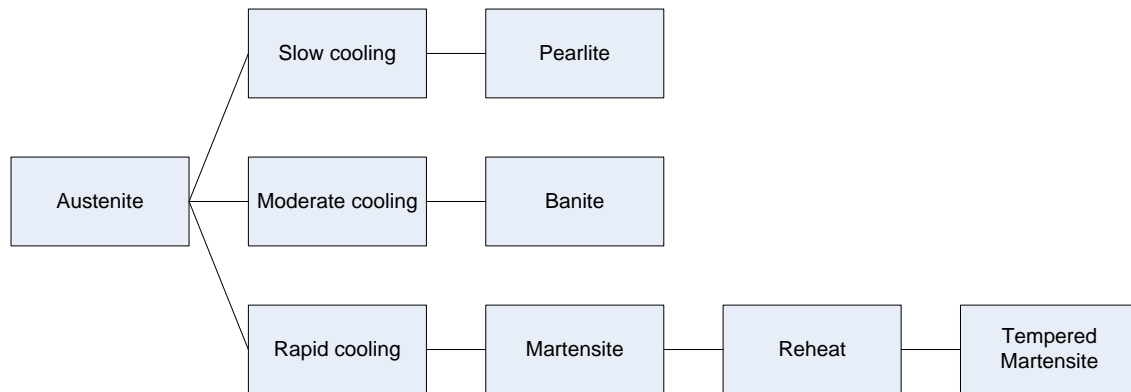 Slow cooling
Pearlite
Austenite
Moderate cooling
Banite
Rapid cooling
Martensite
Reheat
Tempered
Martensite